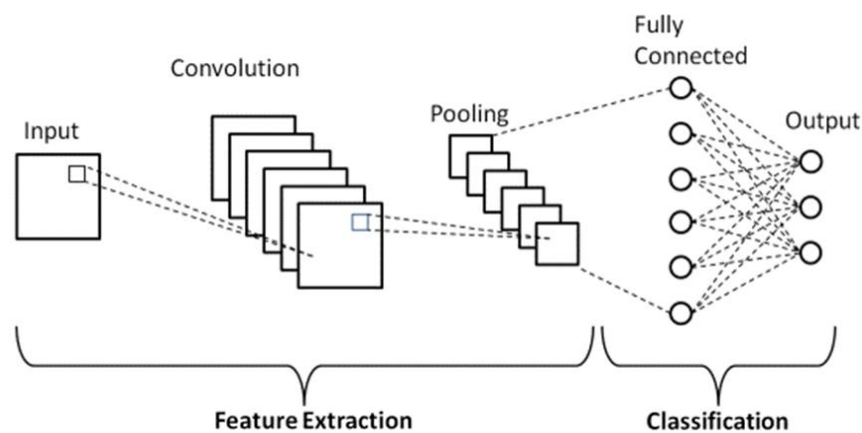 Input
Convolution
Pooling
Fully
Connected
Output
Feature Extraction
Classification